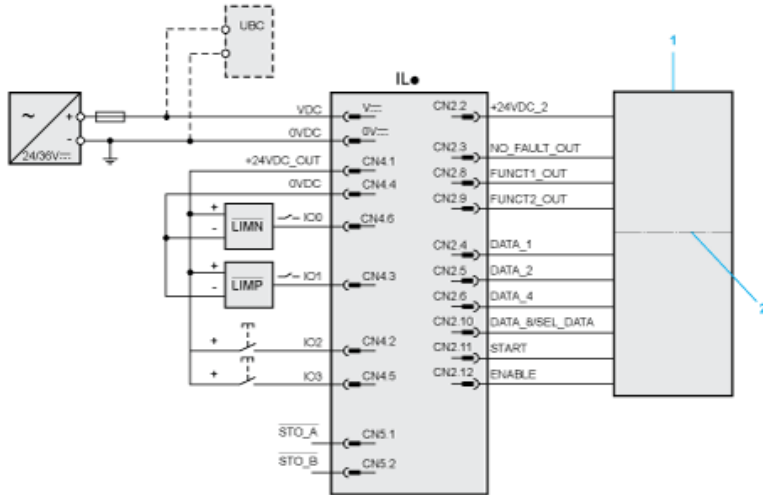 UBC
1
IL●
~
+
-
24/36V
VDC
V
CN2.2
+24VDC_2
0VDC
0V
CN2.3
NO_FAULT_OUT
+24VDC_OUT
CN4.1
CN2.8
FUNCT1_OUT
0VDC
CN4.4
CN2.9
FUNCT2_OUT
+
-
LIMN
IO0
CN4.6
CN2.4
DATA_1
+
-
LIMP
IO1
CN4.3
CN2.5
DATA_2
CN2.6
DATA_4
2
CN2.10
DATA_8/SEL_DATA
+
IO2
CN4.2
CN2.11
START
+
IO3
CN4.5
CN2.12
ENABLE
STO_A
CN5.1
STO_B
CN5.2